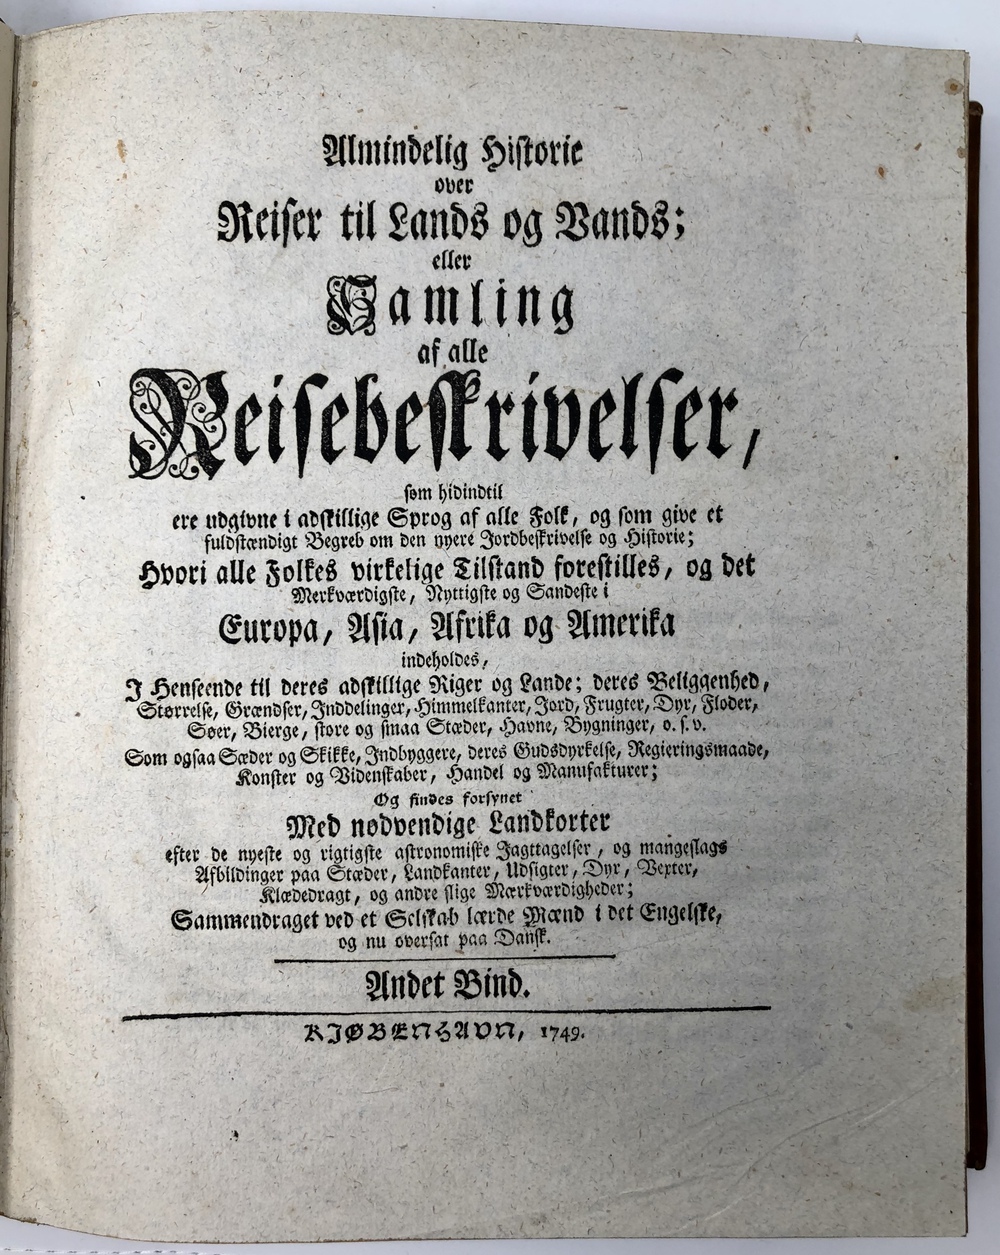 Almindelig Historie
over
Reiser til Lands og Vands;
eller
Samling
af alle
Reisebeskrivelser,
som hidindtil
ere udgivne i adskillige Sprog af alle Folk, og som give et
fuldstændigt Begreb om den nyere Jordbeskrivelse og Historie;
Hvori alle Folkes virkelige Tilstand forestilles, og det
Merkværdigste, Nyttigste og Sandeste i
Europa, Asia, Afrika og Amerika
indeholdes,
I Henseende til deres adskillige Riger og Lande; deres Beliggenhed,
Størrelse, Grændser, Inddelinger, Himmelkanter, Jord, Frugter, Dyr, Floder,
Søer, Bierge, store og smaa Stæder, Havne, Bygninger, o. s. v.
Som ogsaa Sæder og Skikke, Indbyggere, deres Gudsdyrkelse, Regieringsmaade,
Konster og Videnskaber, Handel og Manufakturer;
Og findes forsynet
Med nødvendige Landkorter
efter de nyeste og rigtigste astronomiske Jagttagelser, og mangeslags
Afbildinger paa Stæder, Landkanter, Udsigter, Dyr, Vexter,
Klædedragt, og andre slige Mærkværdigheder;
Sammendraget ved et Selskab lærde Mænd i det Engelske,
og nu oversat paa Dansk.
Andet Bind.
KJØBENHAVN, 1749.